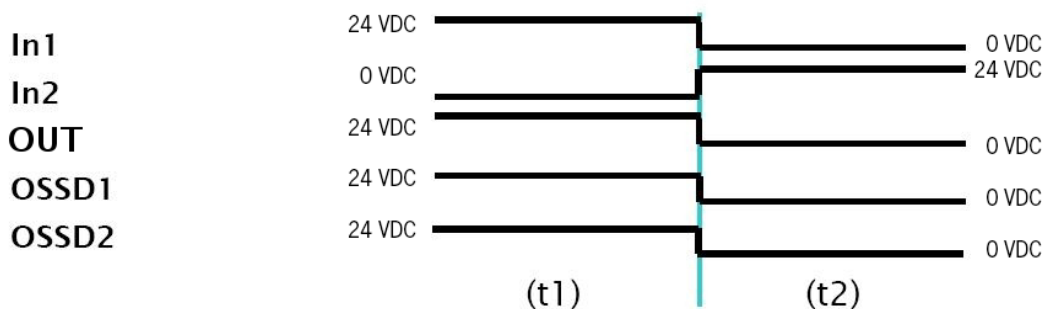 In1 24 VDC 0 VDC
In2 0 VDC 24 VDC
OUT 24 VDC 0 VDC
OSSD1 24 VDC 0 VDC
OSSD2 24 VDC 0 VDC
(t1) (t2)